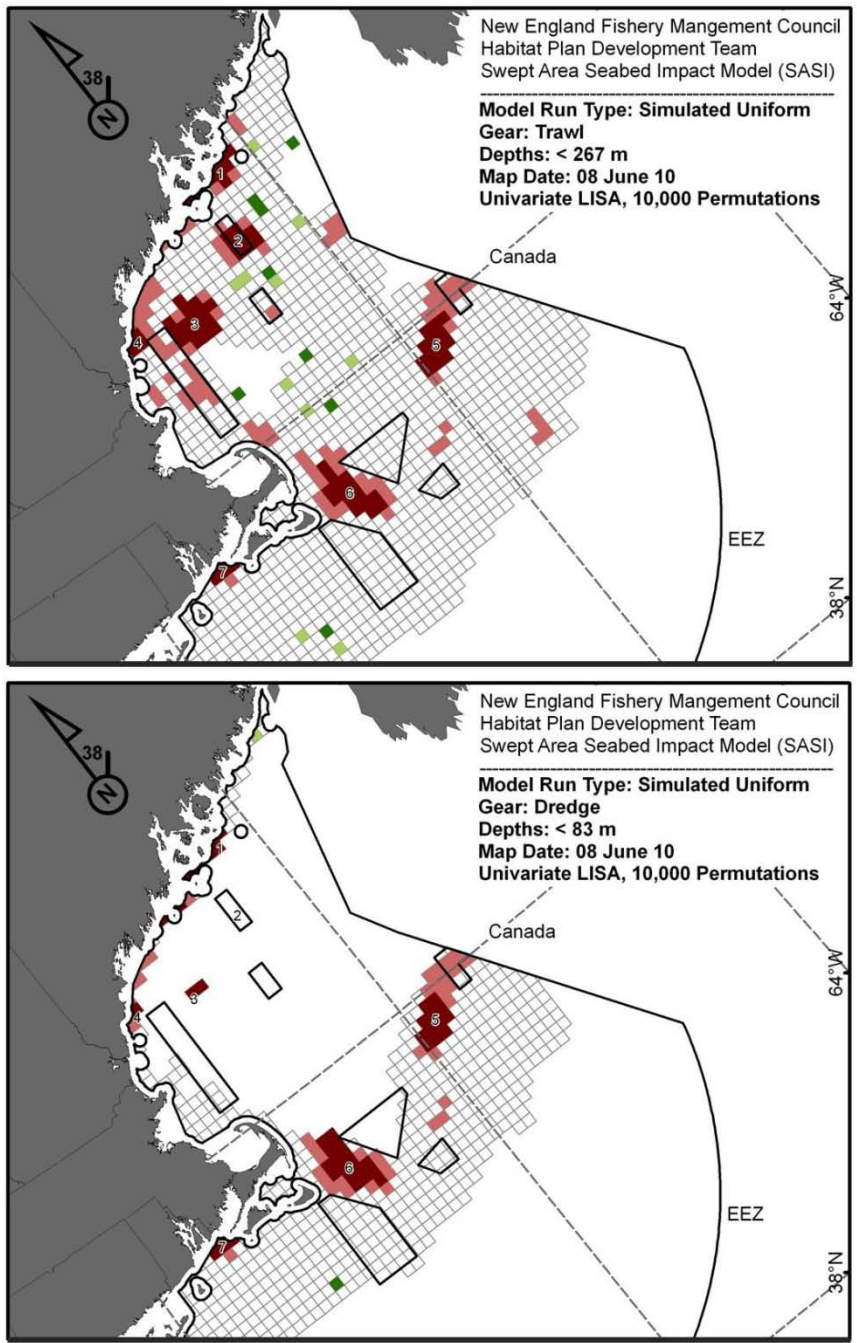 New England Fishery Mangement Council
Habitat Plan Development Team
Swept Area Seabed Impact Model (SASI)
Model Run Type: Simulated Uniform
Gear: Trawl
Depths: < 267 m
Map Date: 08 June 10
Univariate LISA, 10,000 Permutations
38
N
1
2
Canada
64°W
3
4
5
6
EEZ
7
38°N
New England Fishery Mangement Council
Habitat Plan Development Team
Swept Area Seabed Impact Model (SASI)
Model Run Type: Simulated Uniform
Gear: Dredge
Depths: < 83 m
Map Date: 08 June 10
Univariate LISA, 10,000 Permutations
38
N
1
2
Canada
64°W
3
4
5
6
EEZ
7
38°N